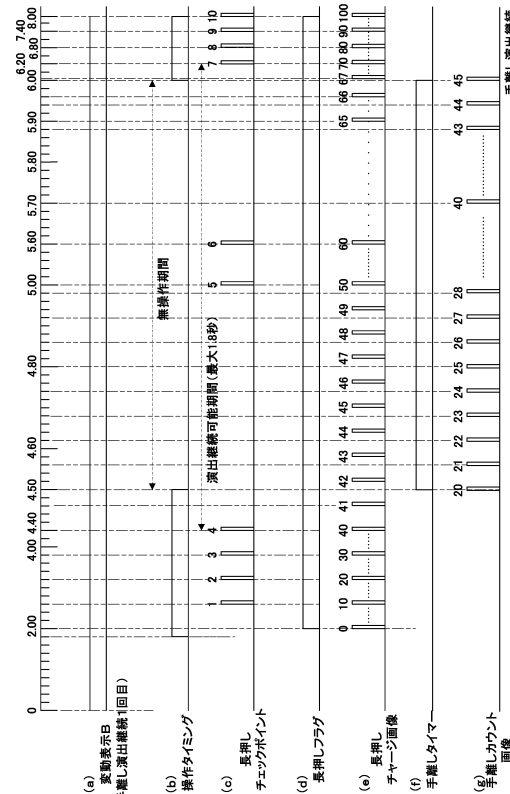 0 2.00 4.00 4.40 4.50 4.60 4.80 5.00 5.60 5.70 5.80 5.90 6.00 6.20 6.80 7.40 8.00
(a)
変動表示B
手離し演出継続1回目)
無操作期間
(b)
操作タイミング
演出継続可能期間(最大1.8秒)
(c)
長押し
チェックポイント
1 2 3 4 5 6 7 8 9 10
(d)
長押しフラグ
(e)
長押し
チャージ画像
0 10 20 30 40 41 42 43 44 45 46 47 48 49 50 60 65 66 67 70 80 90 100
(f)
手離しタイマー
(g)
手離しカウント
画像
20 21 22 23 24 25 26 27 28 40 43 44 45
手離し演出継続